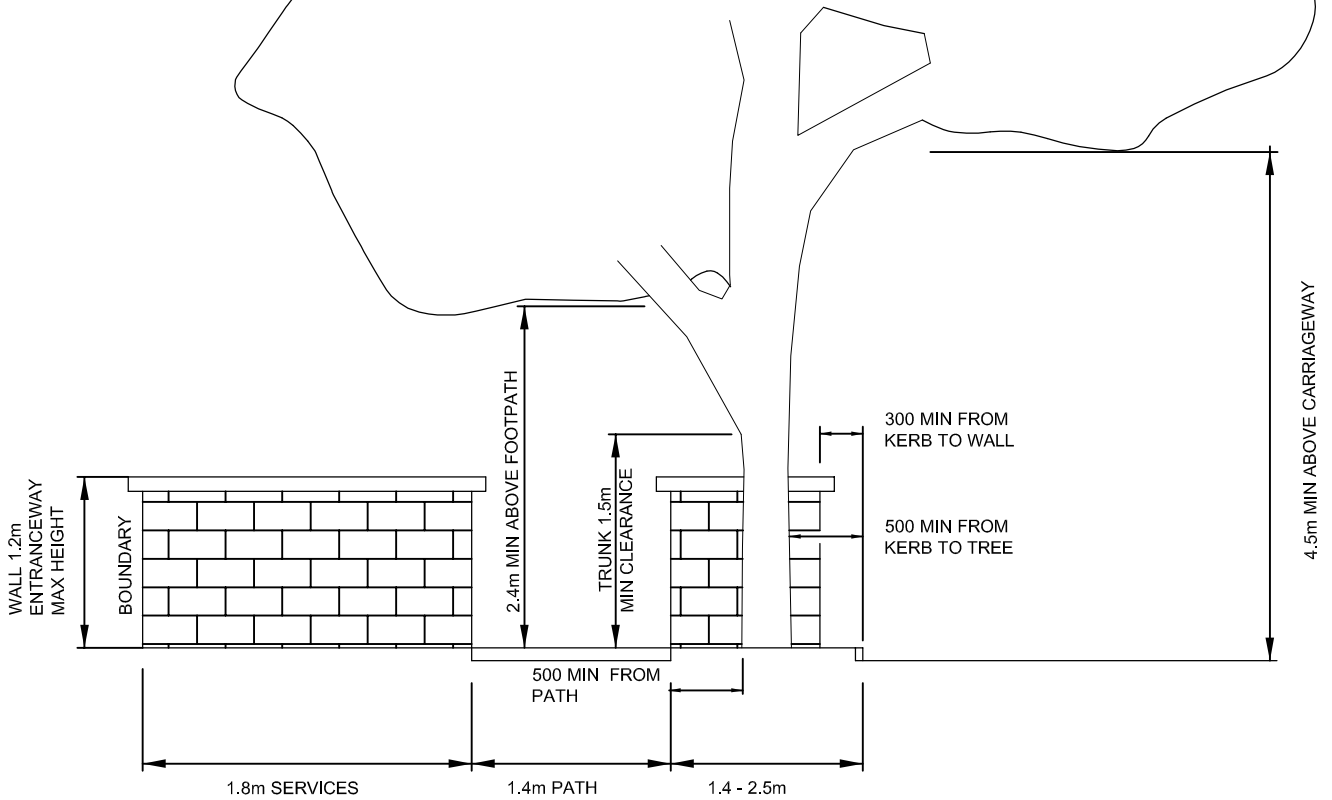 WALL 1.2m
ENTRANCEWAY
MAX HEIGHT
BOUNDARY
2.4m MIN ABOVE FOOTPATH
TRUNK 1.5m
MIN CLEARANCE
300 MIN FROM
KERB TO WALL
500 MIN FROM
KERB TO TREE
4.5m MIN ABOVE CARRIAGEWAY
500 MIN FROM
PATH
1.8m SERVICES
1.4m PATH
1.4 - 2.5m